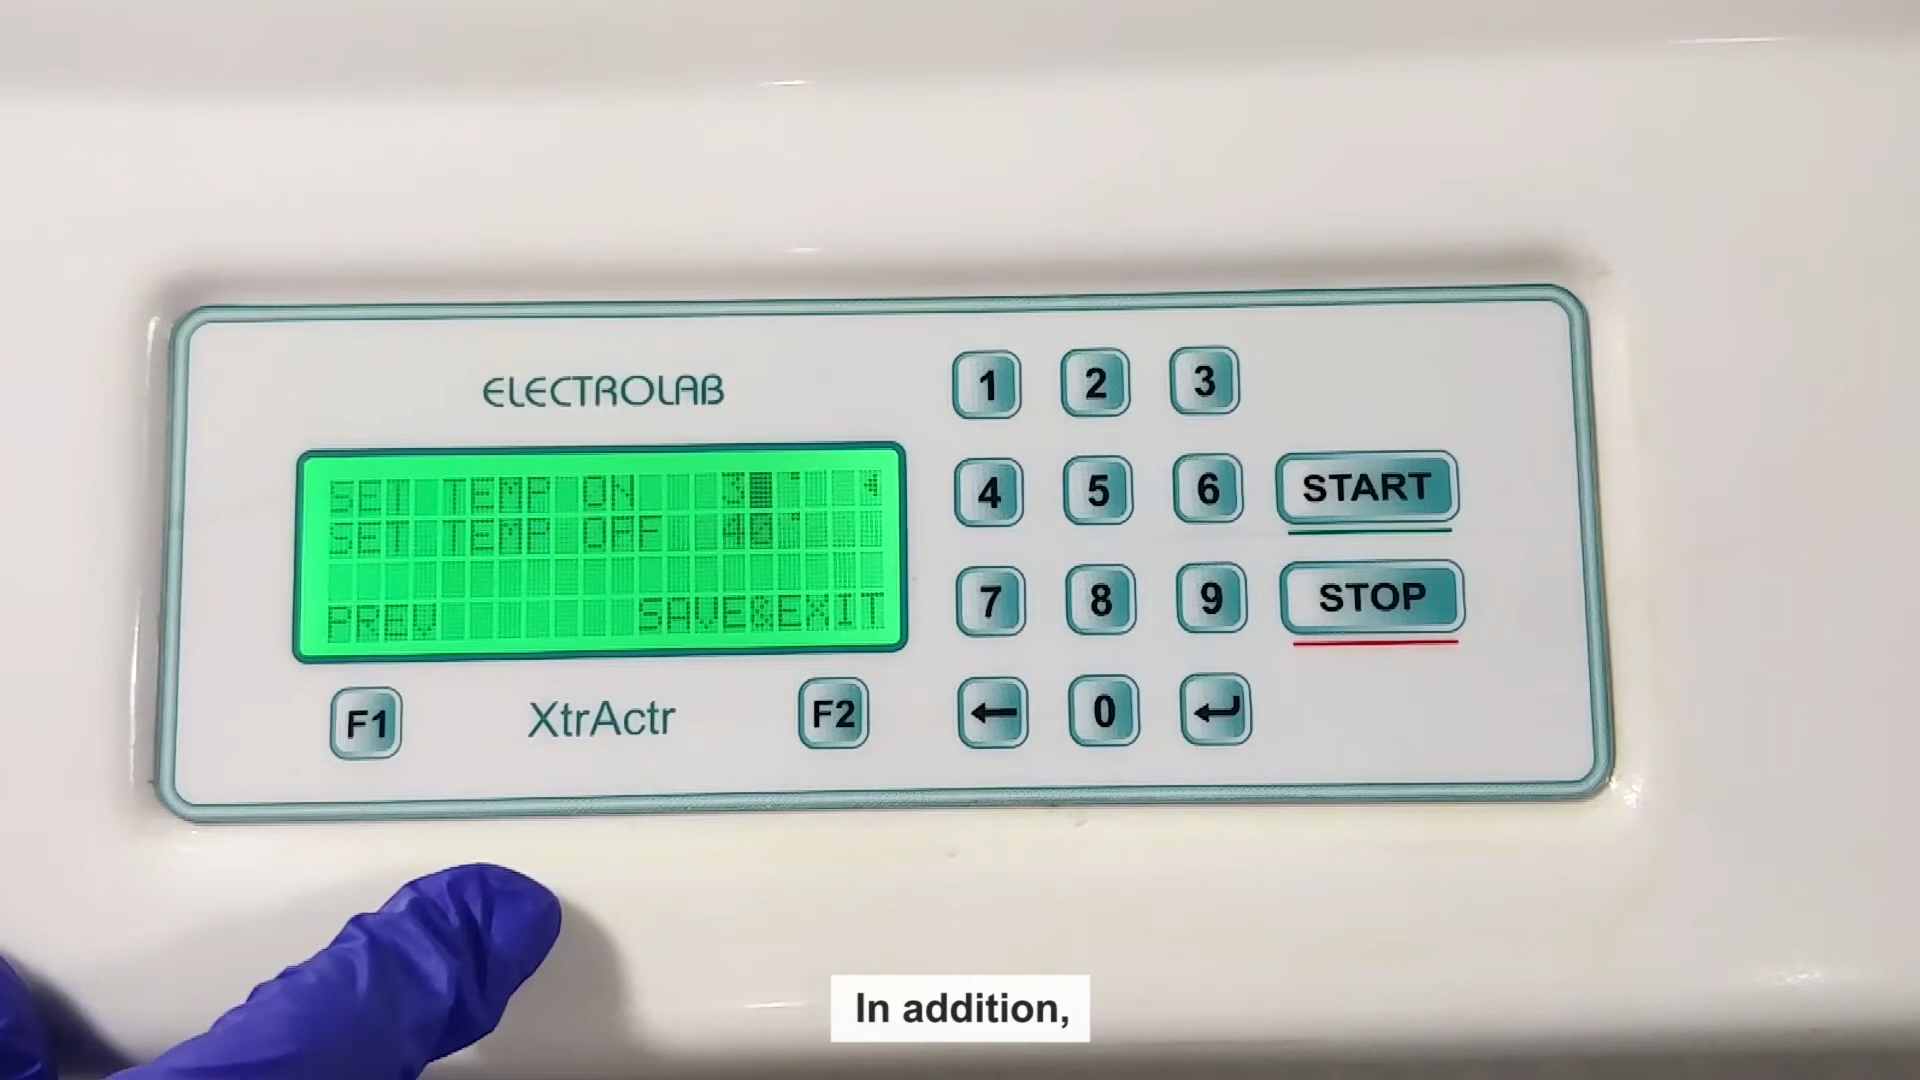 ELECTROLAB
SET TEMP ON 3
SET TEMP OFF 40°
PREV SAVE&EXIT
F1 XtrActr F2
1 2 3
4 5 6 START
7 8 9 STOP
← 0 ↵
In addition,